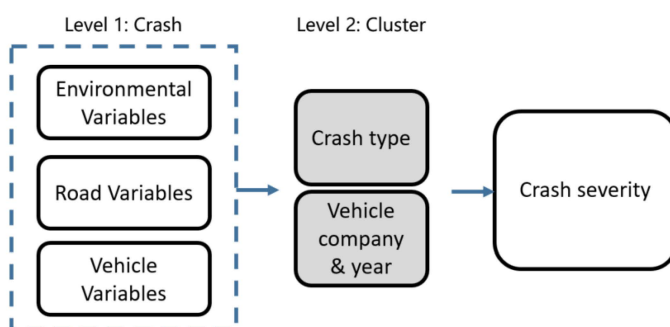 Level 1: Crash
Level 2: Cluster
Environmental
Variables
Road Variables
Vehicle
Variables
Crash type
Vehicle
company
& year
Crash severity